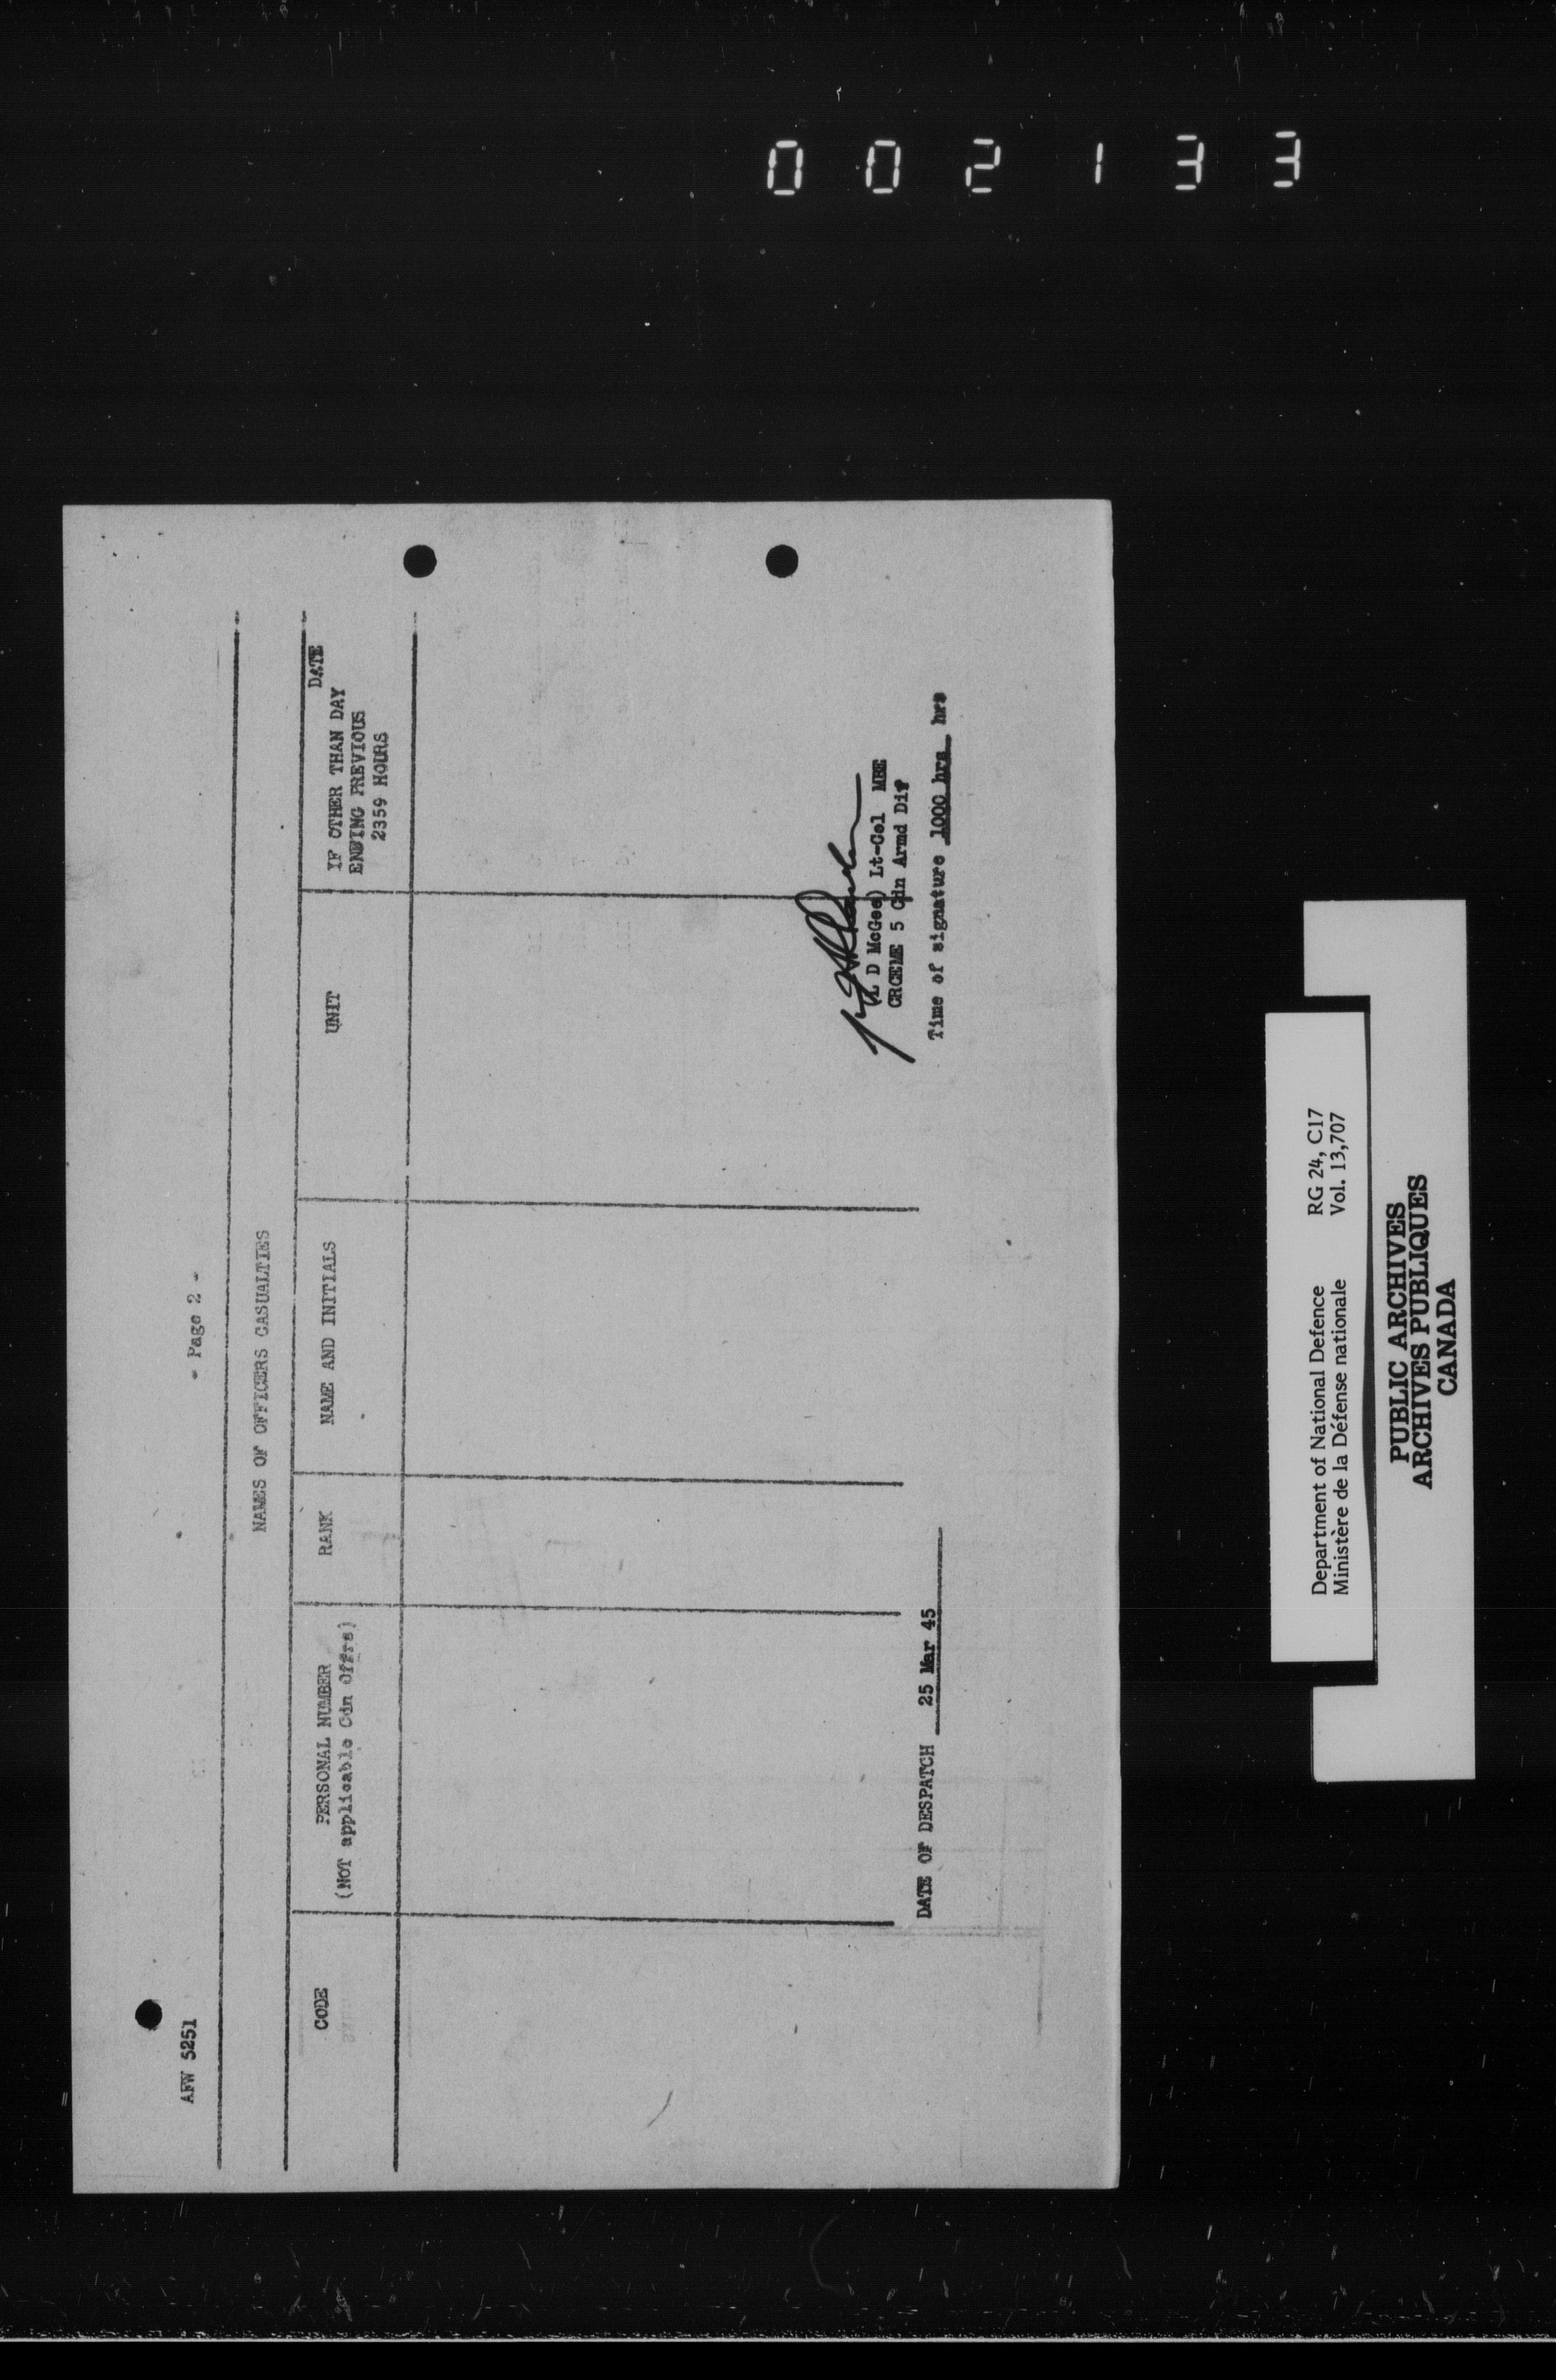 002133
AFW 5251
- Page 2 -
NAMES OF OFFICERS CASUALTIES
CODE
PERSONAL NUMBER
(NOT applicable Cdn Offrs)
RANK
NAME AND INITIALS
UNIT
DATE
IF OTHER THAN DAY
ENDING PREVIOUS
2359 HOURS
(L D McGee) Lt-Col MBE
CRCEME 5 Cdn Armd Div
DATE OF DESPATCH 25 Mar 45
Time of signature 1000 hrs hrs
Department of National Defence RG 24, C17
Ministère de la Défense nationale Vol. 13,707
PUBLIC ARCHIVES
ARCHIVES PUBLIQUES
CANADA